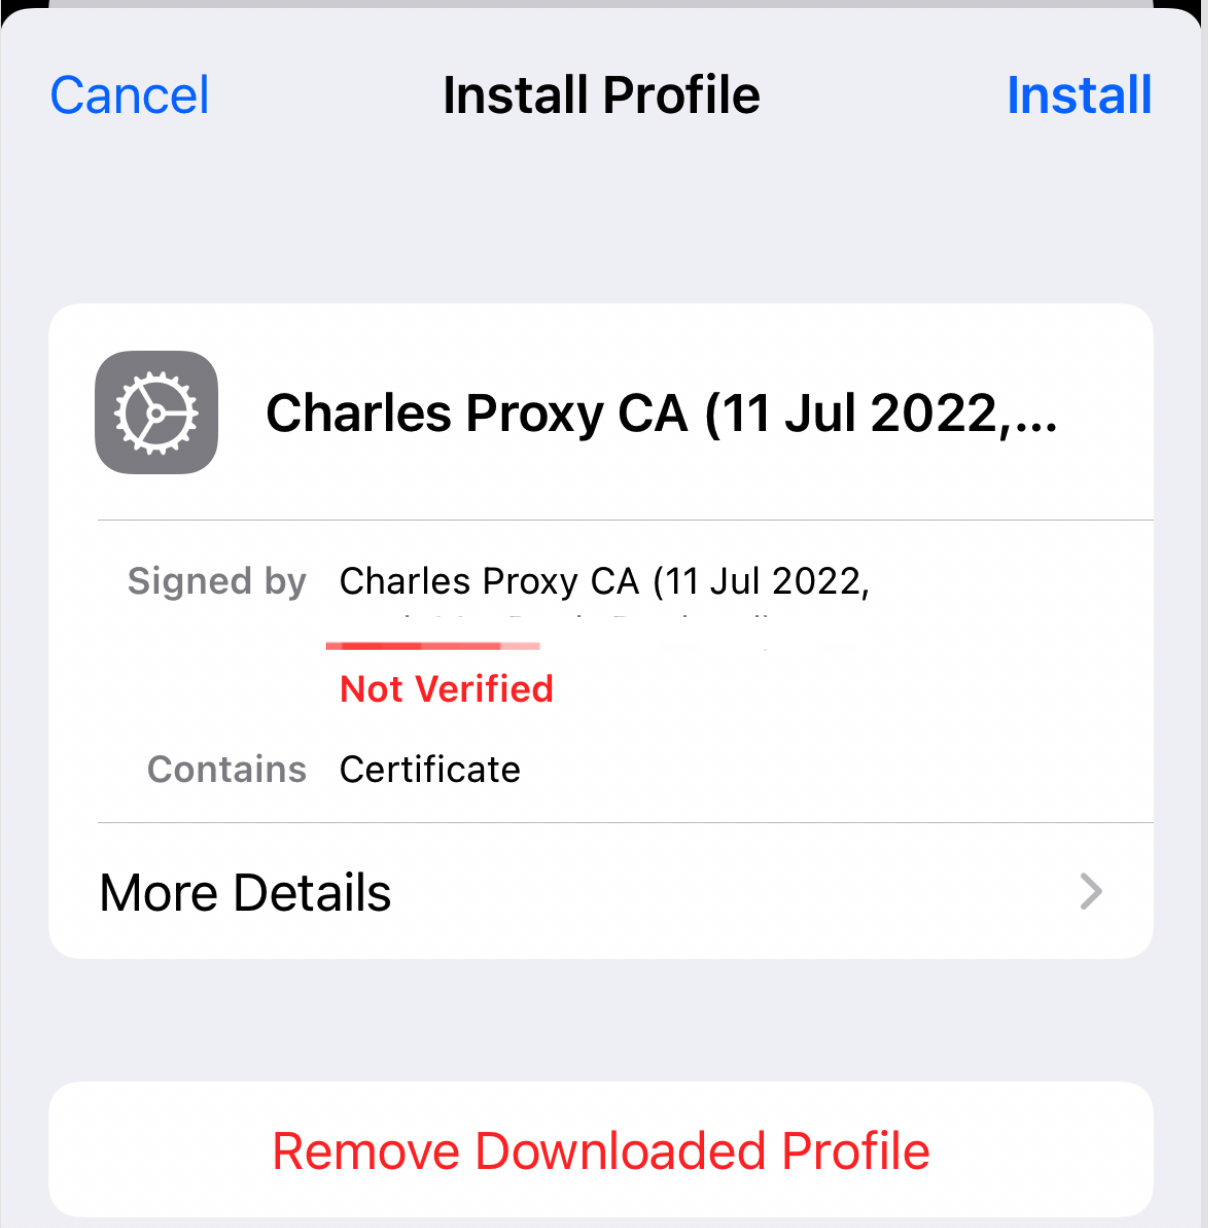 Cancel
Install Profile
Install
Charles Proxy CA (11 Jul 2022,...
Signed by
Charles Proxy CA (11 Jul 2022,
Not Verified
Contains
Certificate
More Details
Remove Downloaded Profile